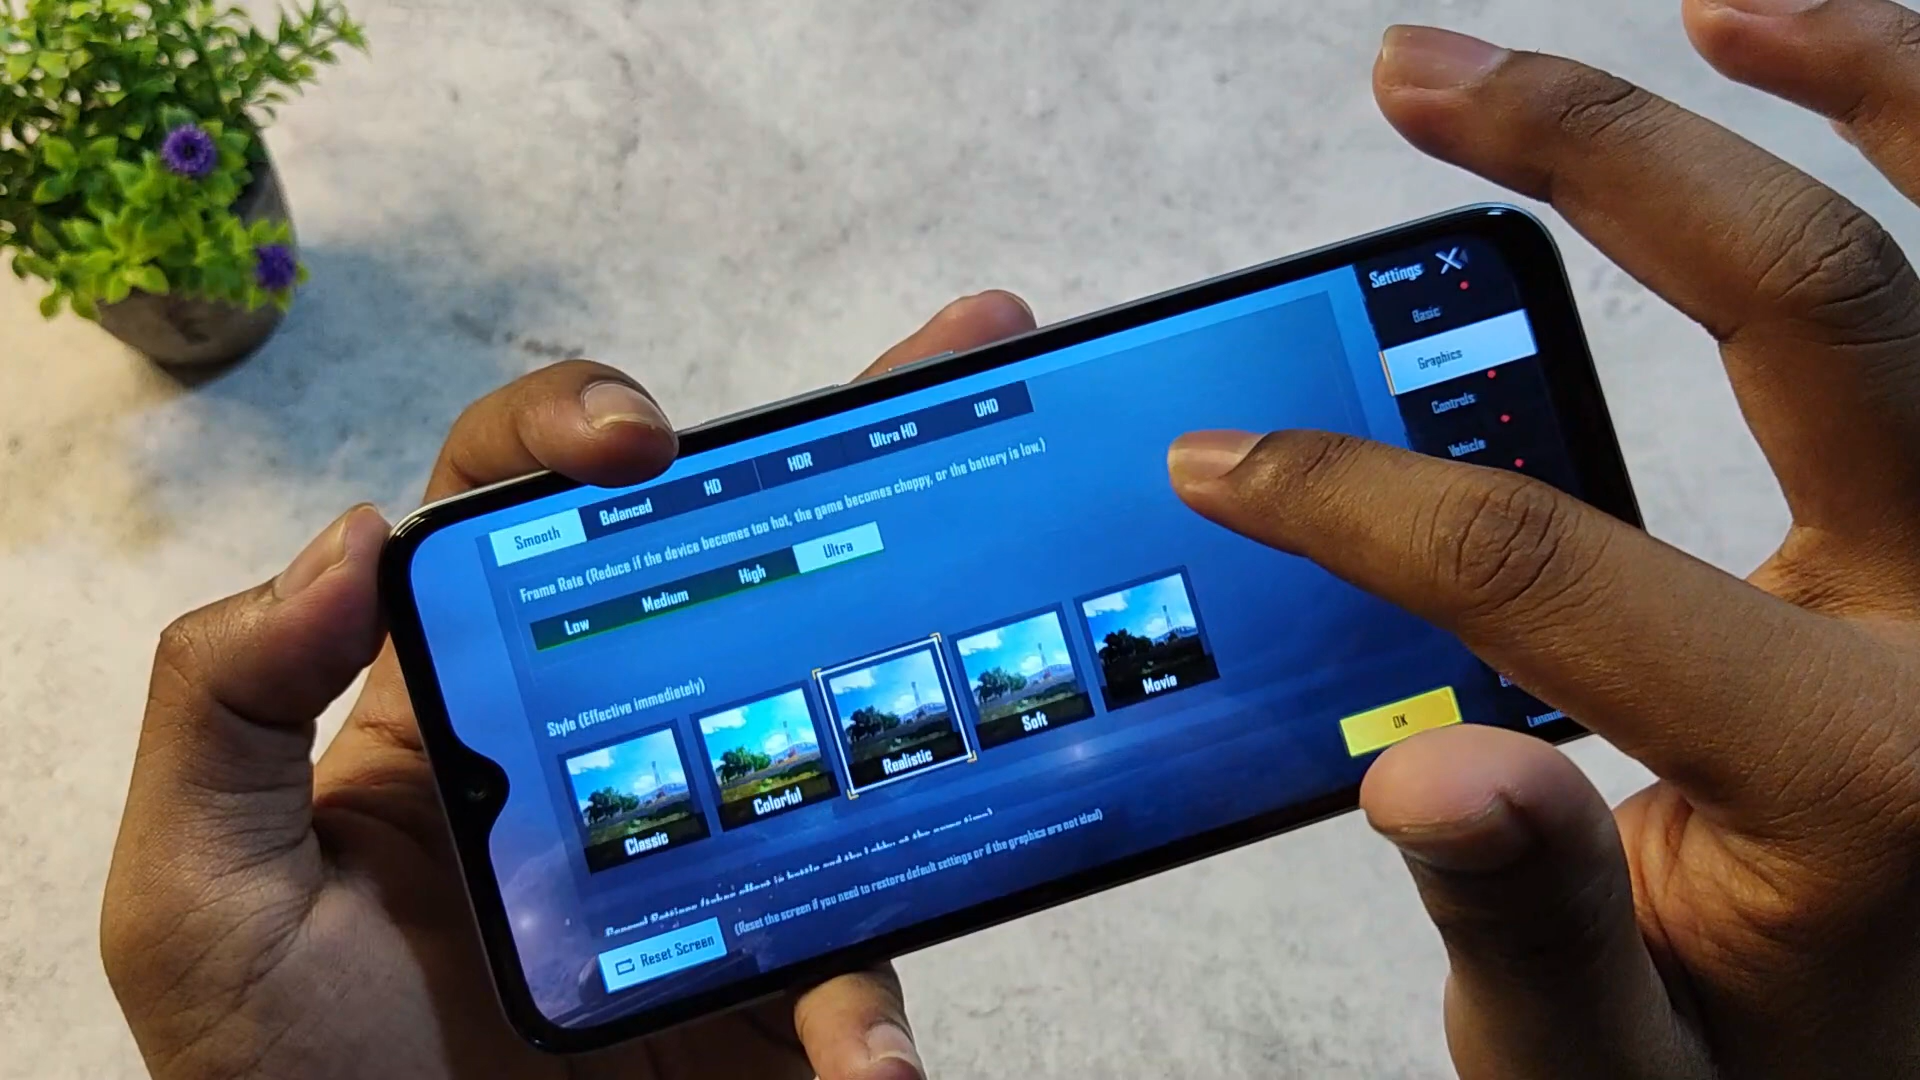 Settings
Basic
Graphics
Controls
Vehicle
Smooth Balanced HD HDR Ultra HD UHD
Frame Rate (Reduce if the device becomes too hot, the game becomes choppy, or the battery is low.)
Low Medium High Ultra
Style (Effective immediately)
Classic Colorful Realistic Soft Movie
OK
Reset Screen
(Reset the screen if you need to restore default settings or if the graphics are not ideal)